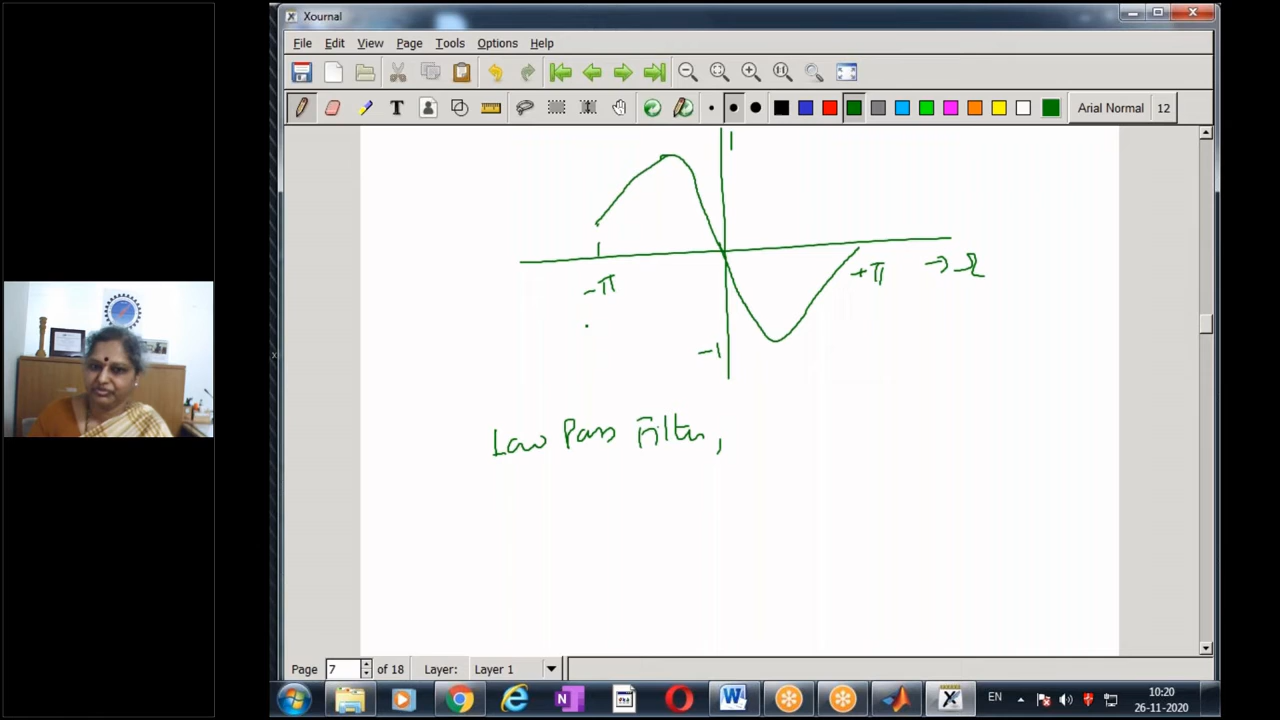 Xournal
File Edit View Page Tools Options Help
T Arial Normal 12
1
-π
+π → Ω
-1
Low Pass Filter,
Page 7 of 18 Layer: Layer 1
EN 10:20
26-11-2020